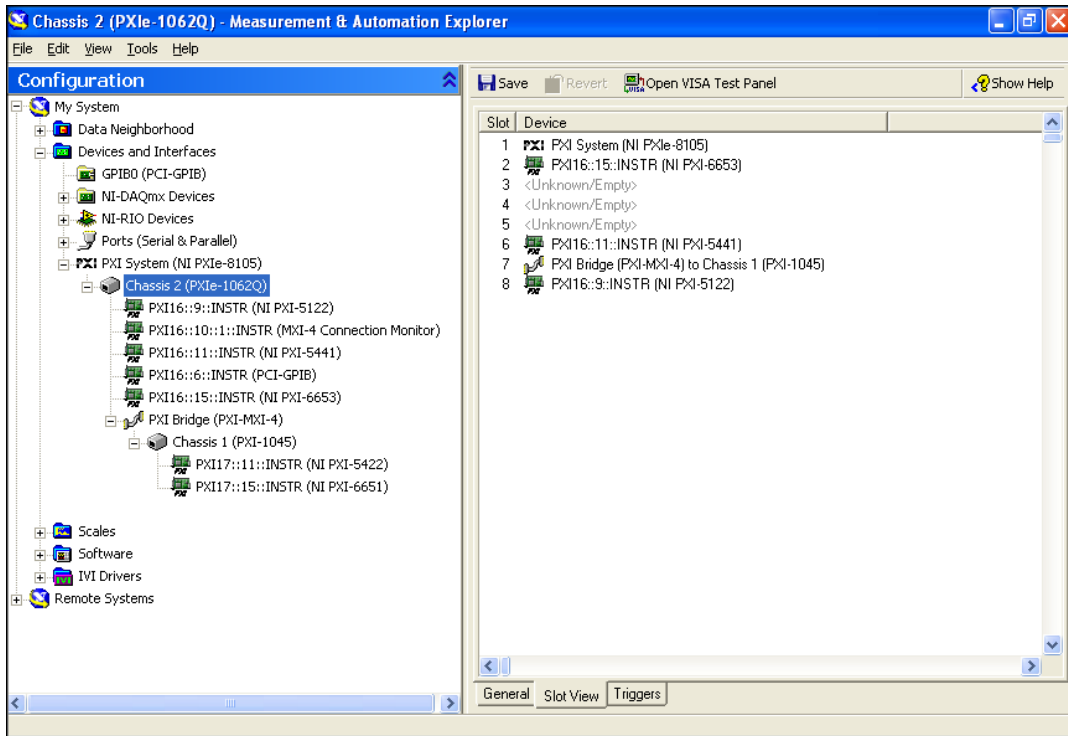 Chassis 2 (PXIe-1062Q) - Measurement & Automation Explorer
File Edit View Tools Help
Configuration
My System
Data Neighborhood
Devices and Interfaces
GPIB0 (PCI-GPIB)
NI-DAQmx Devices
NI-RIO Devices
Ports (Serial & Parallel)
PXI PXI System (NI PXIe-8105)
Chassis 2 (PXIe-1062Q)
PXI16::9::INSTR (NI PXI-5122)
PXI16::10::1::INSTR (MXI-4 Connection Monitor)
PXI16::11::INSTR (NI PXI-5441)
PXI16::6::INSTR (PCI-GPIB)
PXI16::15::INSTR (NI PXI-6653)
PXI Bridge (PXI-MXI-4)
Chassis 1 (PXI-1045)
PXI17::11::INSTR (NI PXI-5422)
PXI17::15::INSTR (NI PXI-6651)
Scales
Software
IVI Drivers
Remote Systems
Save Revert Open VISA Test Panel Show Help
Slot Device
1 PXI PXI System (NI PXIe-8105)
2 PXI16::15::INSTR (NI PXI-6653)
3 <Unknown/Empty>
4 <Unknown/Empty>
5 <Unknown/Empty>
6 PXI16::11::INSTR (NI PXI-5441)
7 PXI Bridge (PXI-MXI-4) to Chassis 1 (PXI-1045)
8 PXI16::9::INSTR (NI PXI-5122)
General Slot View Triggers